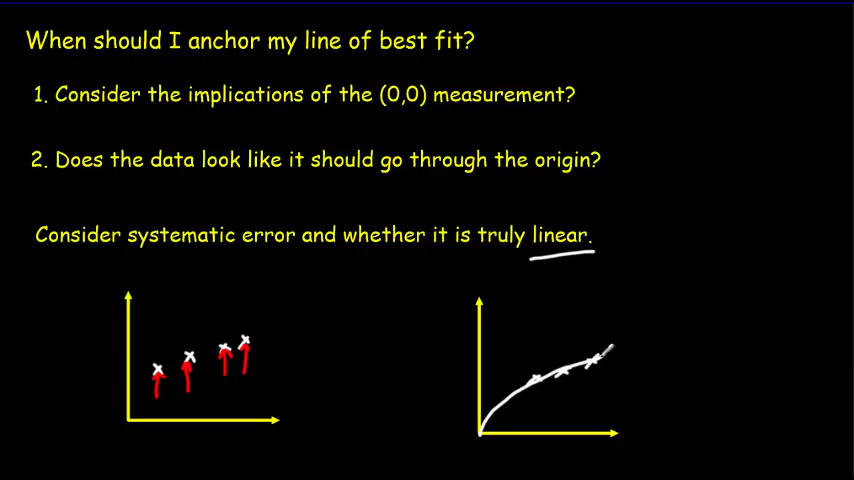 When should I anchor my line of best fit?
1. Consider the implications of the (0,0) measurement?
2. Does the data look like it should go through the origin?
Consider systematic error and whether it is truly linear.